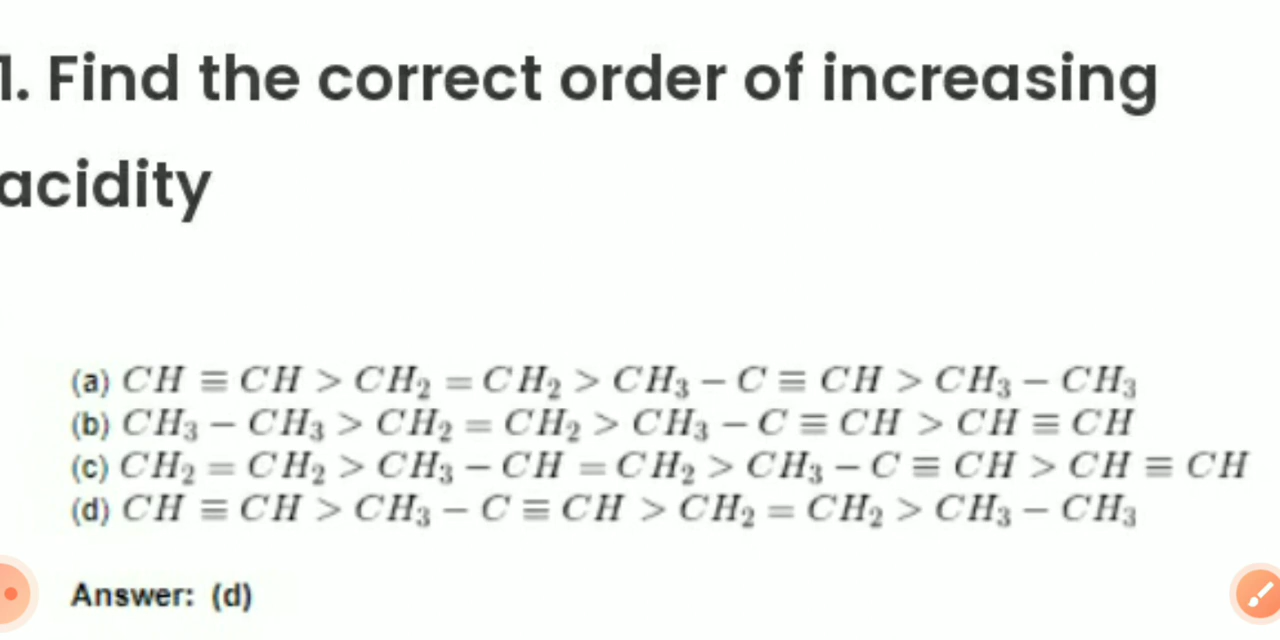 1. Find the correct order of increasing
acidity
(a) CH ≡ CH > CH₂ = CH₂ > CH₃ − C ≡ CH > CH₃ − CH₃
(b) CH₃ − CH₃ > CH₂ = CH₂ > CH₃ − C ≡ CH > CH ≡ CH
(c) CH₂ = CH₂ > CH₃ − CH = CH₂ > CH₃ − C ≡ CH > CH ≡ CH
(d) CH ≡ CH > CH₃ − C ≡ CH > CH₂ = CH₂ > CH₃ − CH₃
Answer: (d)